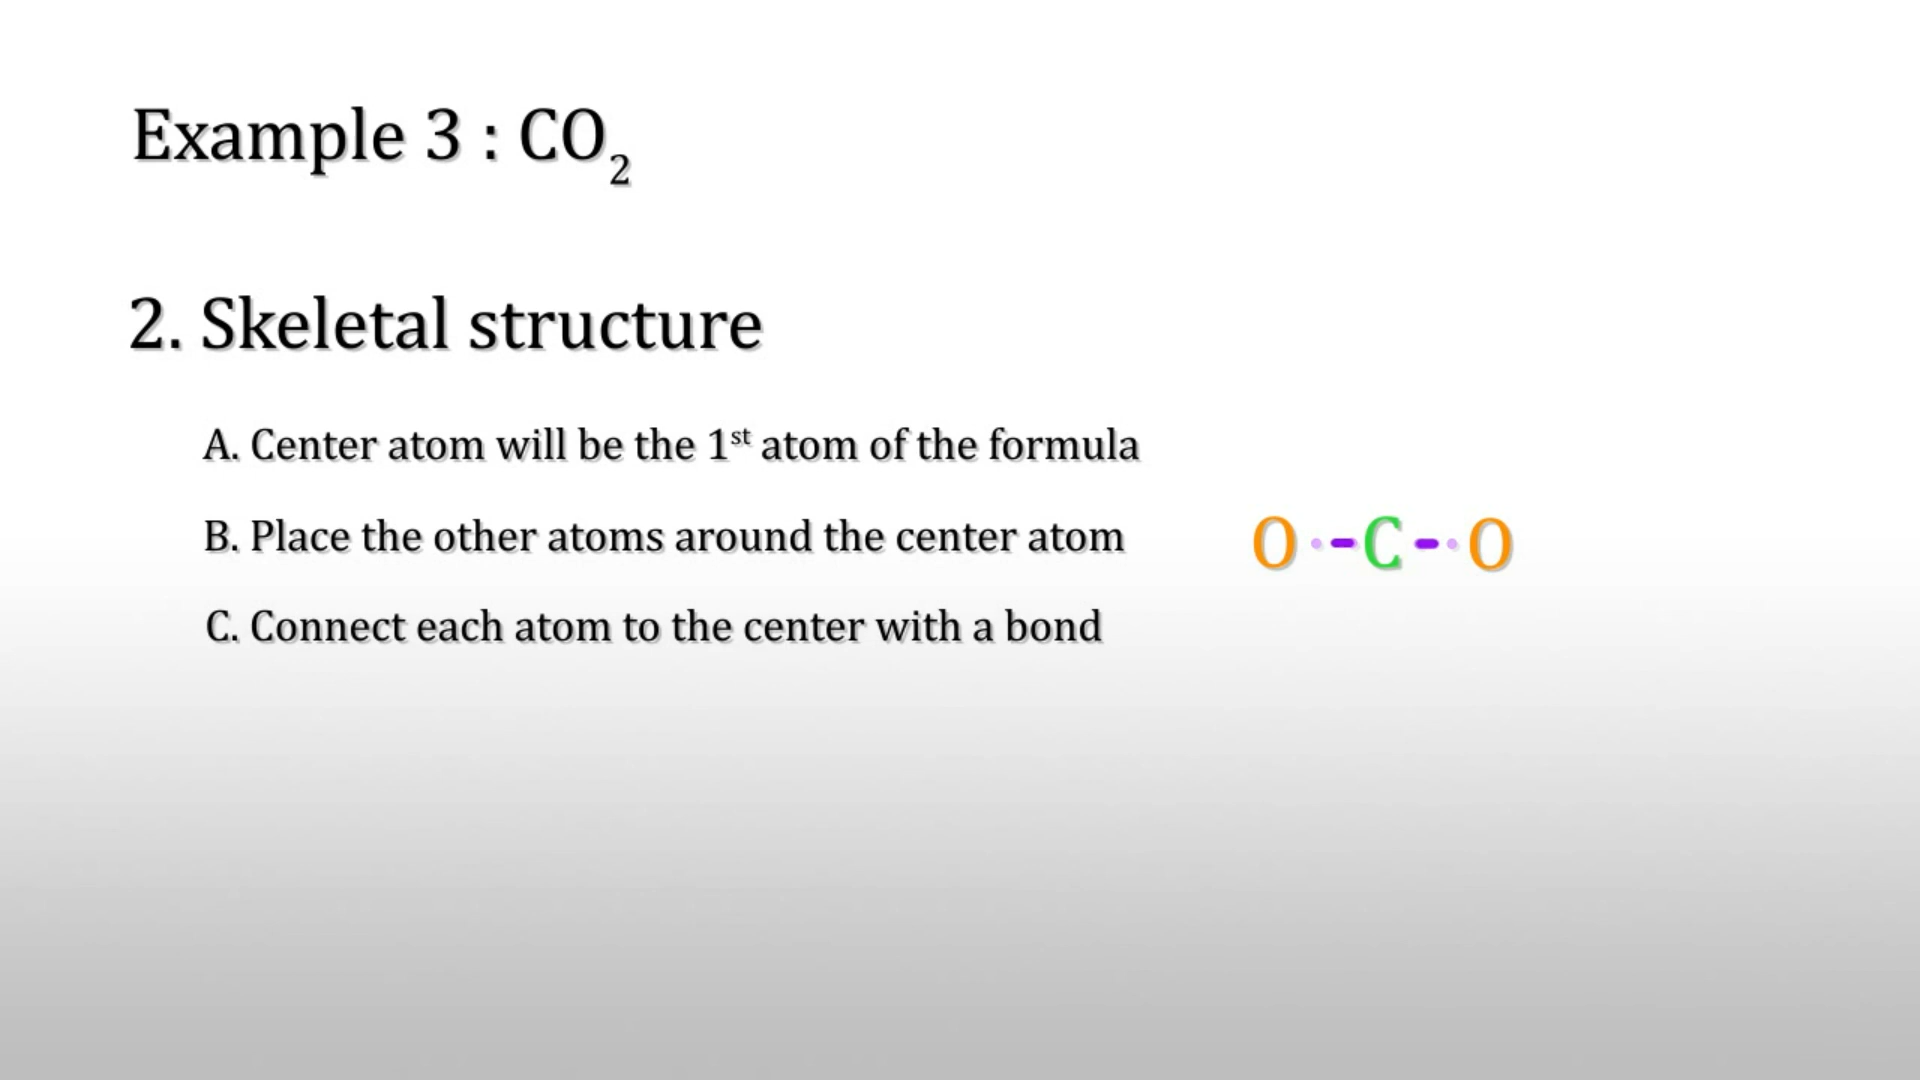 Example 3 : CO₂
2. Skeletal structure
A. Center atom will be the 1ˢᵗ atom of the formula
B. Place the other atoms around the center atom
O C O
C. Connect each atom to the center with a bond